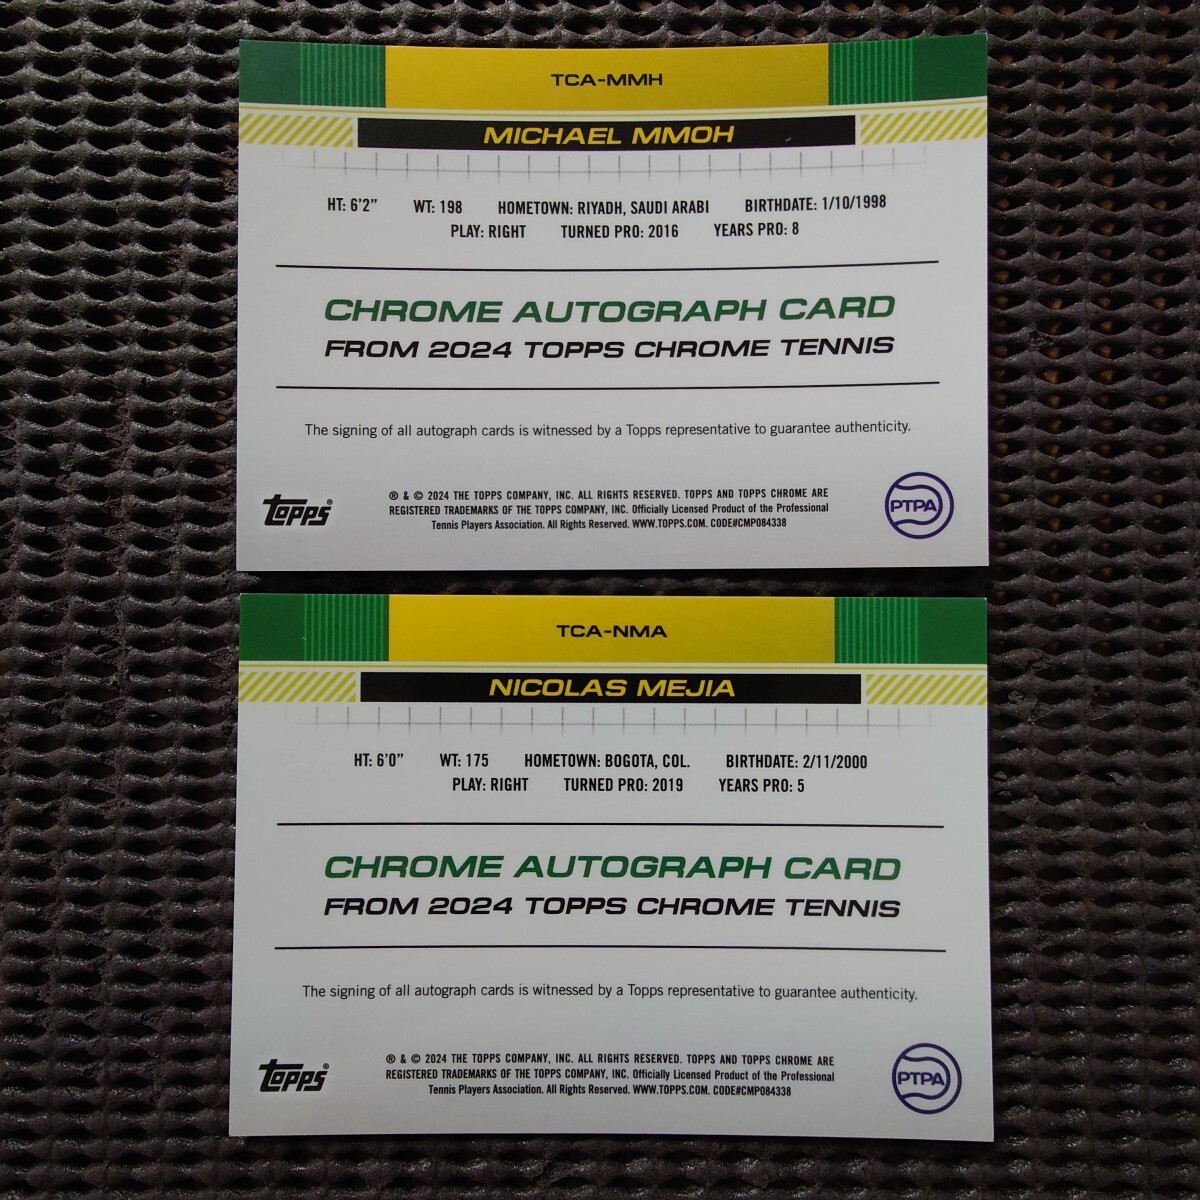 TCA-MMH
MICHAEL MMOH
HT: 6'2" WT: 198 HOMETOWN: RIYADH, SAUDI ARABI BIRTHDATE: 1/10/1998
PLAY: RIGHT TURNED PRO: 2016 YEARS PRO: 8
CHROME AUTOGRAPH CARD
FROM 2024 TOPPS CHROME TENNIS
The signing of all autograph cards is witnessed by a Topps representative to guarantee authenticity.
topps®
® & © 2024 THE TOPPS COMPANY, INC. ALL RIGHTS RESERVED. TOPPS AND TOPPS CHROME ARE
REGISTERED TRADEMARKS OF THE TOPPS COMPANY, INC. Officially Licensed Product of the Professional
Tennis Players Association. All Rights Reserved. WWW.TOPPS.COM. CODE#CMP084338
PTPA
TCA-NMA
NICOLAS MEJIA
HT: 6'0" WT: 175 HOMETOWN: BOGOTA, COL. BIRTHDATE: 2/11/2000
PLAY: RIGHT TURNED PRO: 2019 YEARS PRO: 5
CHROME AUTOGRAPH CARD
FROM 2024 TOPPS CHROME TENNIS
The signing of all autograph cards is witnessed by a Topps representative to guarantee authenticity.
topps®
® & © 2024 THE TOPPS COMPANY, INC. ALL RIGHTS RESERVED. TOPPS AND TOPPS CHROME ARE
REGISTERED TRADEMARKS OF THE TOPPS COMPANY, INC. Officially Licensed Product of the Professional
Tennis Players Association. All Rights Reserved. WWW.TOPPS.COM. CODE#CMP084338
PTPA